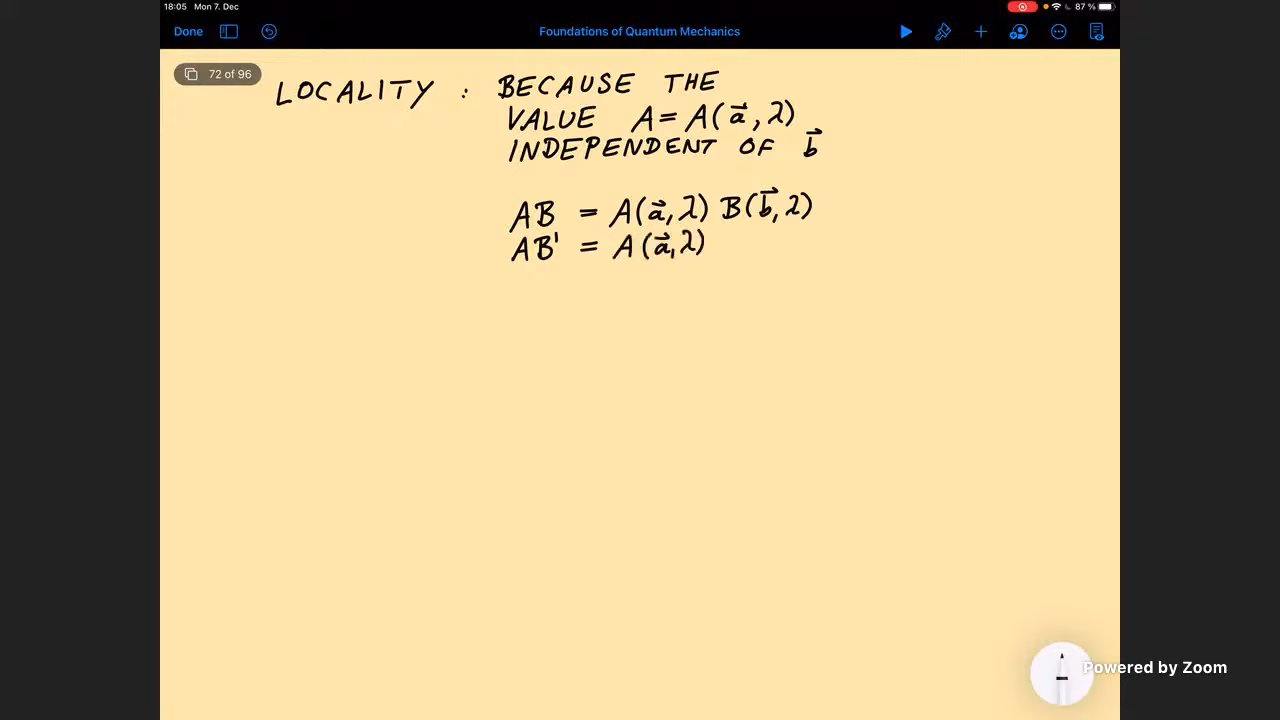 18:05 Mon 7. Dec 87 %
Done Foundations of Quantum Mechanics
72 of 96
LOCALITY : BECAUSE THE
VALUE A = A(a⃗, λ)
INDEPENDENT OF b⃗
AB = A(a⃗, λ) B(b⃗, λ)
AB' = A(a⃗, λ)
Powered by Zoom